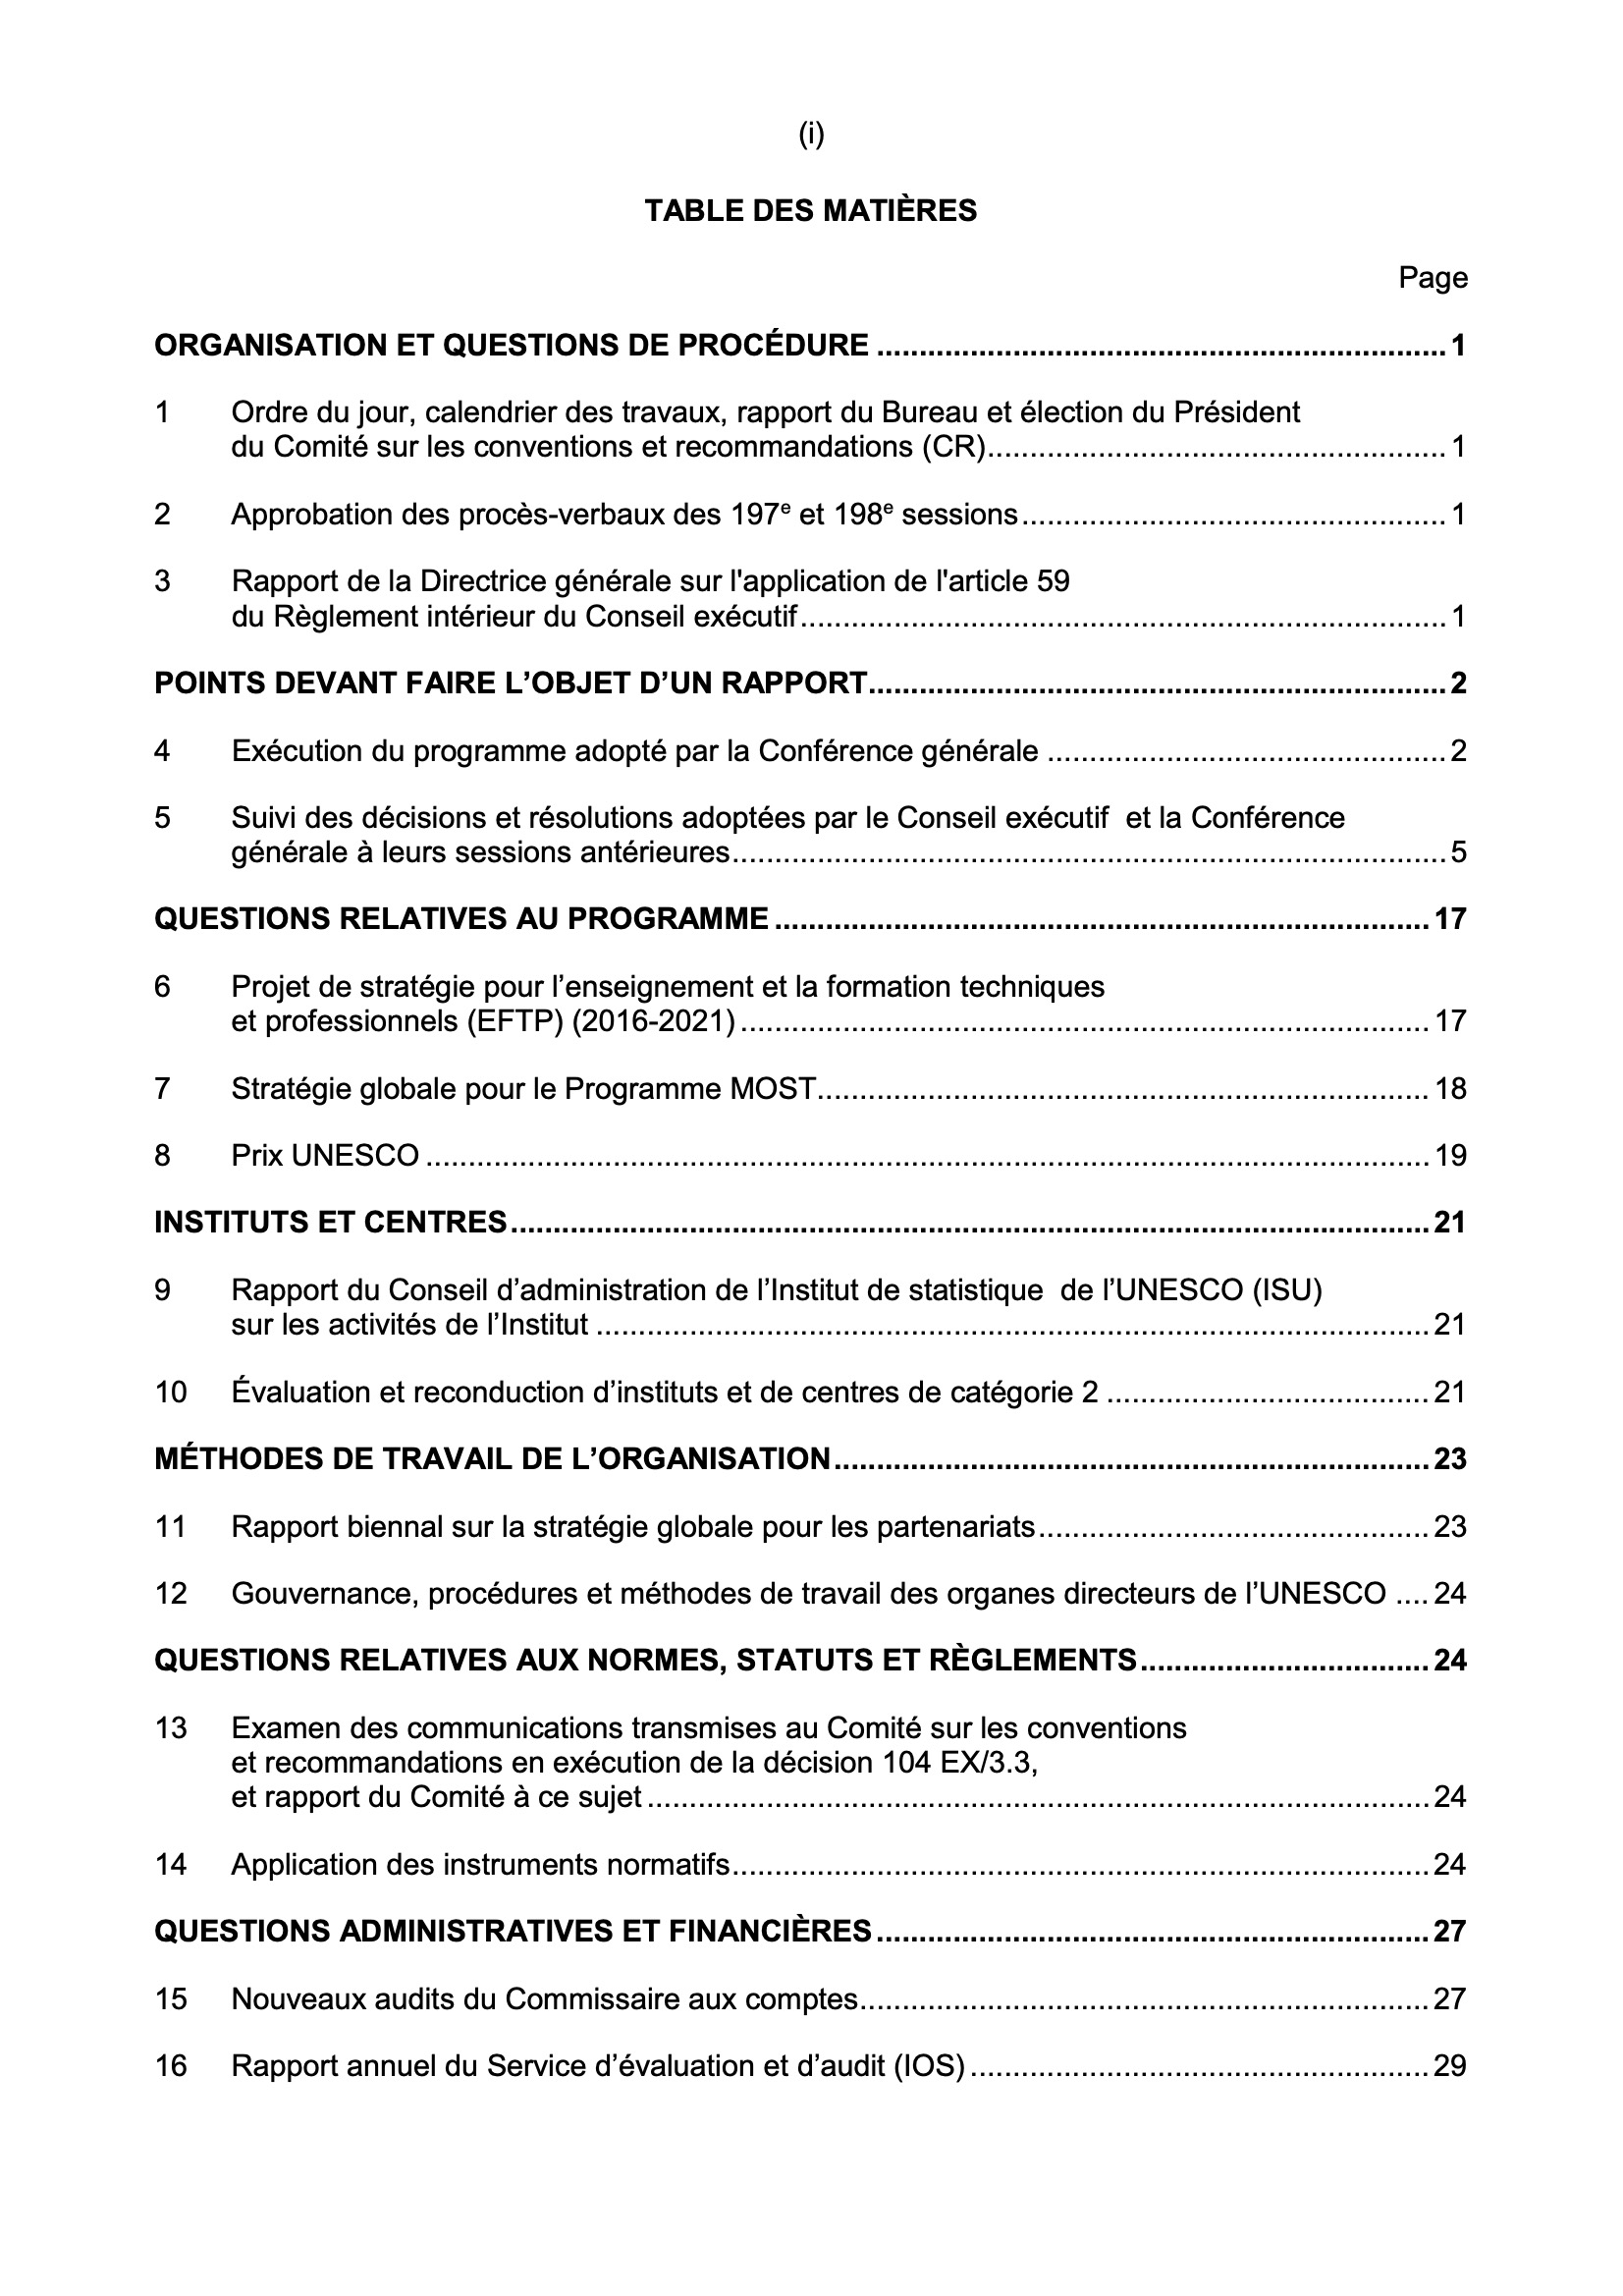 (i)
TABLE DES MATIÈRES
Page
ORGANISATION ET QUESTIONS DE PROCÉDURE .................................................................. 1
1 Ordre du jour, calendrier des travaux, rapport du Bureau et élection du Président
du Comité sur les conventions et recommandations (CR)...................................................... 1
2 Approbation des procès-verbaux des 197e et 198e sessions................................................. 1
3 Rapport de la Directrice générale sur l'application de l'article 59
du Règlement intérieur du Conseil exécutif............................................................................ 1
POINTS DEVANT FAIRE L’OBJET D’UN RAPPORT.................................................................... 2
4 Exécution du programme adopté par la Conférence générale ............................................... 2
5 Suivi des décisions et résolutions adoptées par le Conseil exécutif et la Conférence
générale à leurs sessions antérieures.................................................................................... 5
QUESTIONS RELATIVES AU PROGRAMME ............................................................................. 17
6 Projet de stratégie pour l’enseignement et la formation techniques
et professionnels (EFTP) (2016-2021) ................................................................................. 17
7 Stratégie globale pour le Programme MOST........................................................................ 18
8 Prix UNESCO ...................................................................................................................... 19
INSTITUTS ET CENTRES............................................................................................................ 21
9 Rapport du Conseil d’administration de l’Institut de statistique de l’UNESCO (ISU)
sur les activités de l’Institut .................................................................................................. 21
10 Évaluation et reconduction d’instituts et de centres de catégorie 2 ...................................... 21
MÉTHODES DE TRAVAIL DE L’ORGANISATION...................................................................... 23
11 Rapport biennal sur la stratégie globale pour les partenariats.............................................. 23
12 Gouvernance, procédures et méthodes de travail des organes directeurs de l’UNESCO .... 24
QUESTIONS RELATIVES AUX NORMES, STATUTS ET RÈGLEMENTS.................................. 24
13 Examen des communications transmises au Comité sur les conventions
et recommandations en exécution de la décision 104 EX/3.3,
et rapport du Comité à ce sujet ............................................................................................ 24
14 Application des instruments normatifs.................................................................................. 24
QUESTIONS ADMINISTRATIVES ET FINANCIÈRES ................................................................. 27
15 Nouveaux audits du Commissaire aux comptes................................................................... 27
16 Rapport annuel du Service d’évaluation et d’audit (IOS) ...................................................... 29